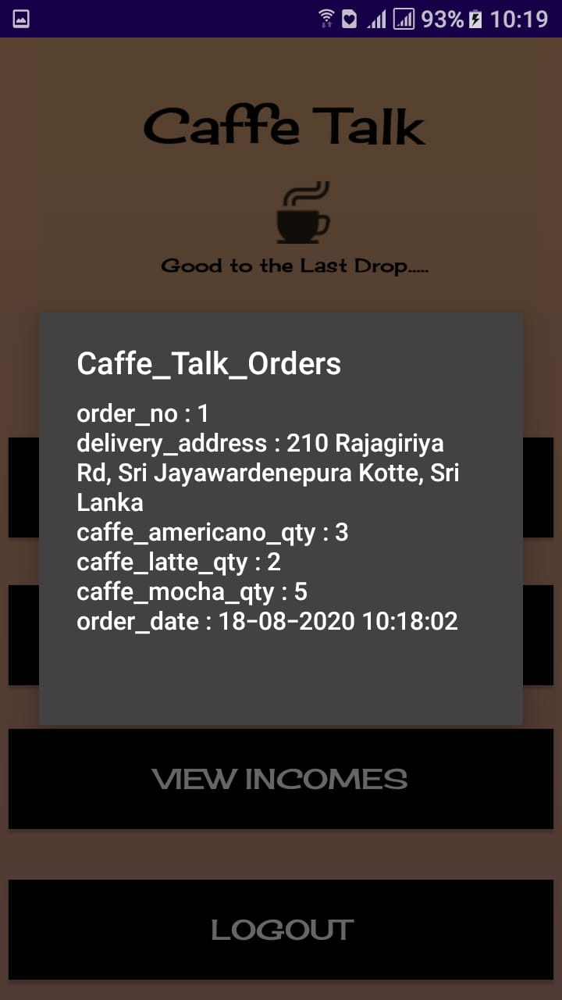 93% 10:19
Caffe Talk
Good to the Last Drop.....
Caffe_Talk_Orders
order_no : 1
delivery_address : 210 Rajagiriya
Rd, Sri Jayawardenepura Kotte, Sri
Lanka
caffe_americano_qty : 3
caffe_latte_qty : 2
caffe_mocha_qty : 5
order_date : 18-08-2020 10:18:02
VIEW INCOMES
LOGOUT